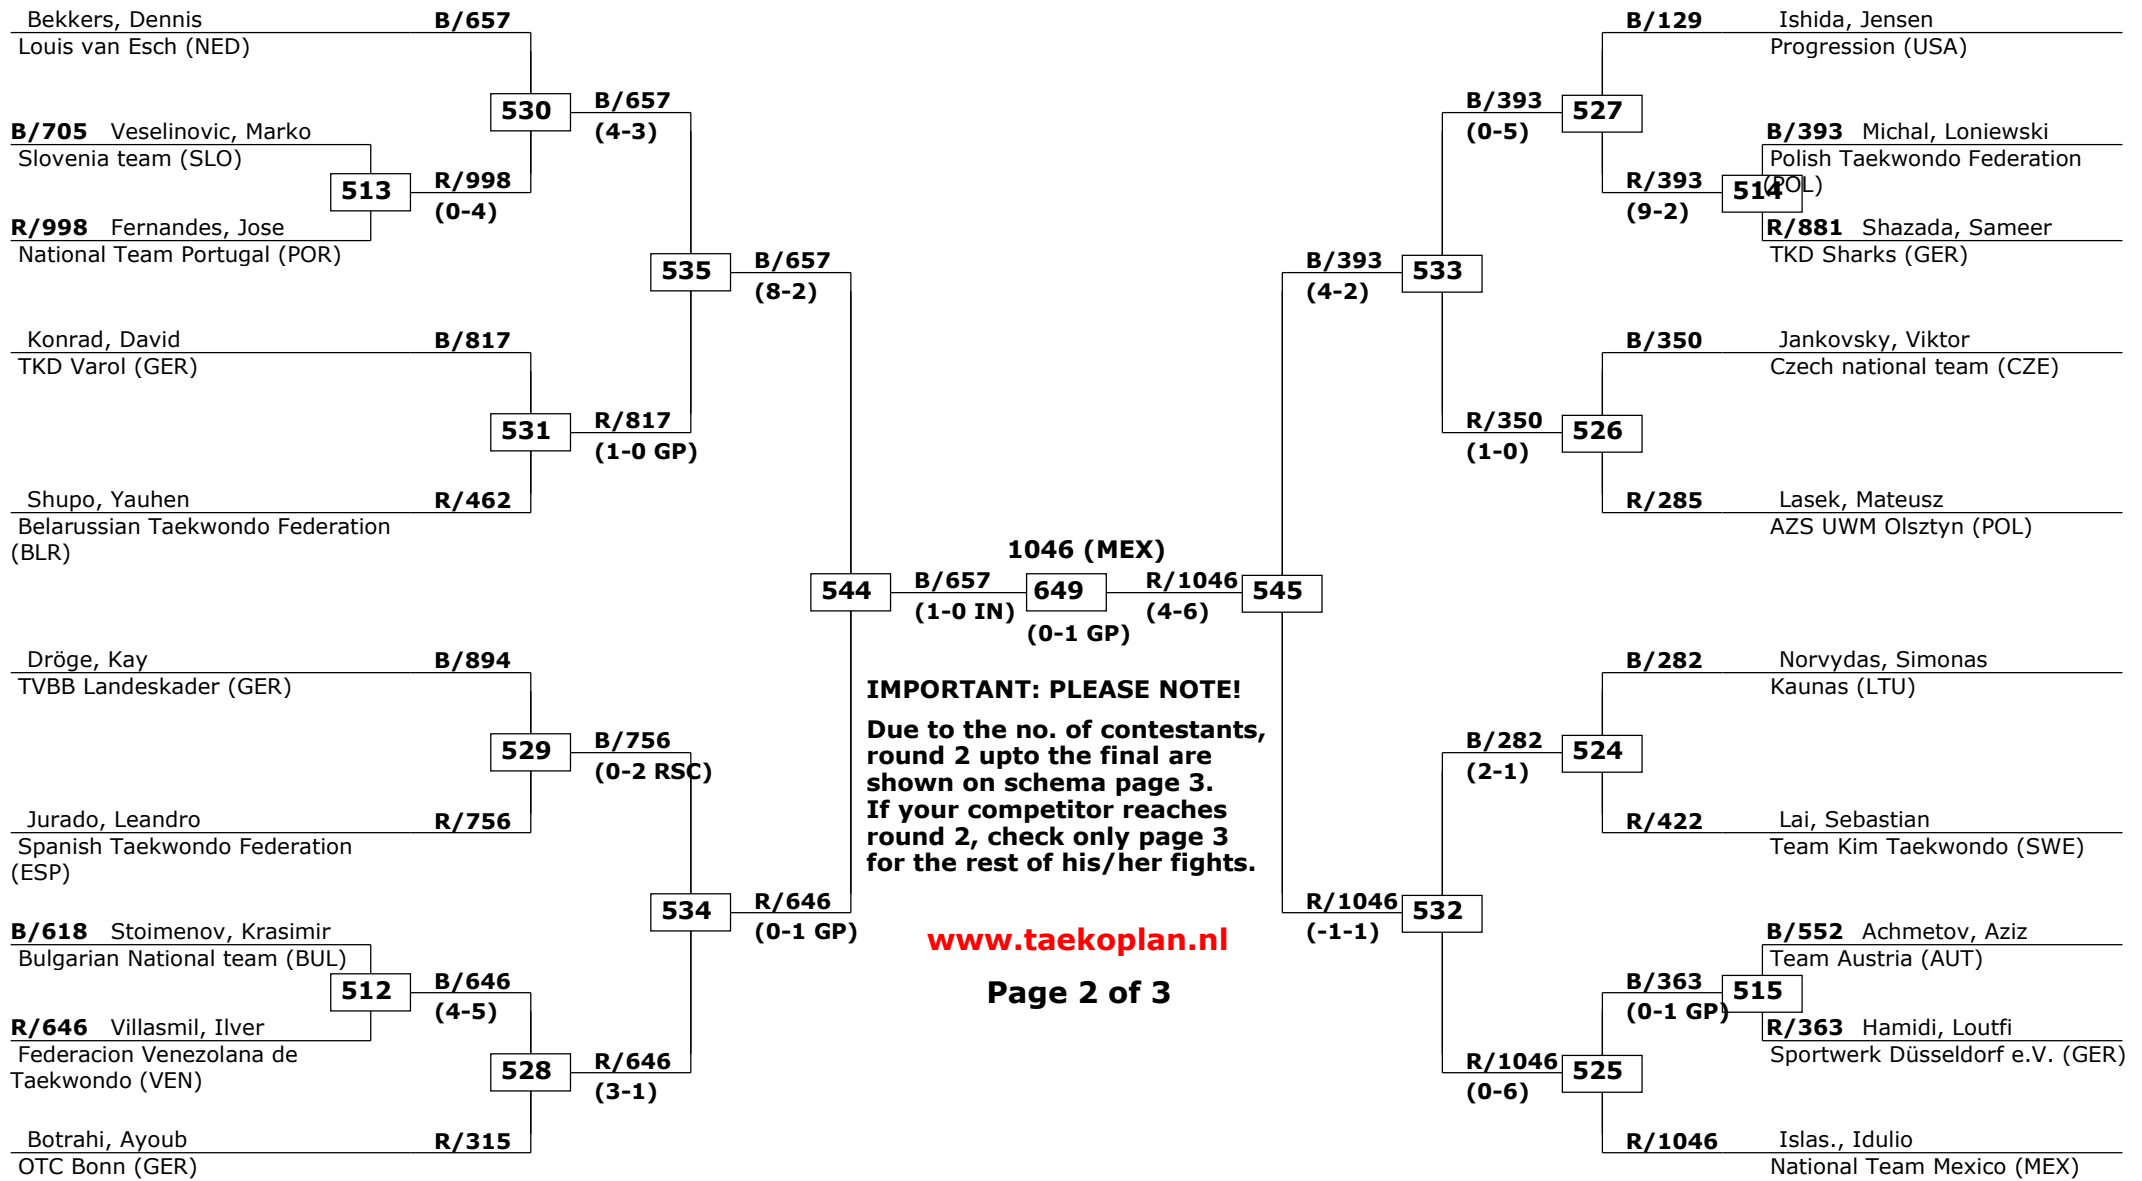 Bekkers, Dennis
B/657
Louis van Esch (NED)
530
B/657
(4-3)
B/705 Veselinovic, Marko
Slovenia team (SLO)
513
R/998
(0-4)
R/998 Fernandes, Jose
National Team Portugal (POR)
535
B/657
(8-2)
Konrad, David
B/817
TKD Varol (GER)
531
R/817
(1-0 GP)
Shupo, Yauhen
R/462
Belarussian Taekwondo Federation
(BLR)
544
B/657
(1-0 IN)
Dröge, Kay
B/894
TVBB Landeskader (GER)
529
B/756
(0-2 RSC)
Jurado, Leandro
R/756
Spanish Taekwondo Federation
(ESP)
534
R/646
(0-1 GP)
B/618 Stoimenov, Krasimir
Bulgarian National team (BUL)
512
B/646
(4-5)
R/646 Villasmil, Ilver
Federacion Venezolana de
Taekwondo (VEN)
528
R/646
(3-1)
Botrahi, Ayoub
R/315
OTC Bonn (GER)
1046 (MEX)
649
(0-1 GP)
IMPORTANT: PLEASE NOTE!
Due to the no. of contestants,
round 2 upto the final are
shown on schema page 3.
If your competitor reaches
round 2, check only page 3
for the rest of his/her fights.
www.taekoplan.nl
Page 2 of 3
B/129
Ishida, Jensen
Progression (USA)
B/393
(0-5)
527
B/393 Michal, Loniewski
Polish Taekwondo Federation
(POL)
R/393
(9-2)
514
R/881 Shazada, Sameer
TKD Sharks (GER)
B/393
(4-2)
533
B/350
Jankovsky, Viktor
Czech national team (CZE)
R/350
(1-0)
526
R/285
Lasek, Mateusz
AZS UWM Olsztyn (POL)
R/1046
(4-6)
545
B/282
Norvydas, Simonas
Kaunas (LTU)
B/282
(2-1)
524
R/422
Lai, Sebastian
Team Kim Taekwondo (SWE)
R/1046
(-1-1)
532
B/552 Achmetov, Aziz
Team Austria (AUT)
B/363
(0-1 GP)
515
R/363 Hamidi, Loutfi
Sportwerk Düsseldorf e.V. (GER)
R/1046
(0-6)
525
R/1046
Islas., Idulio
National Team Mexico (MEX)